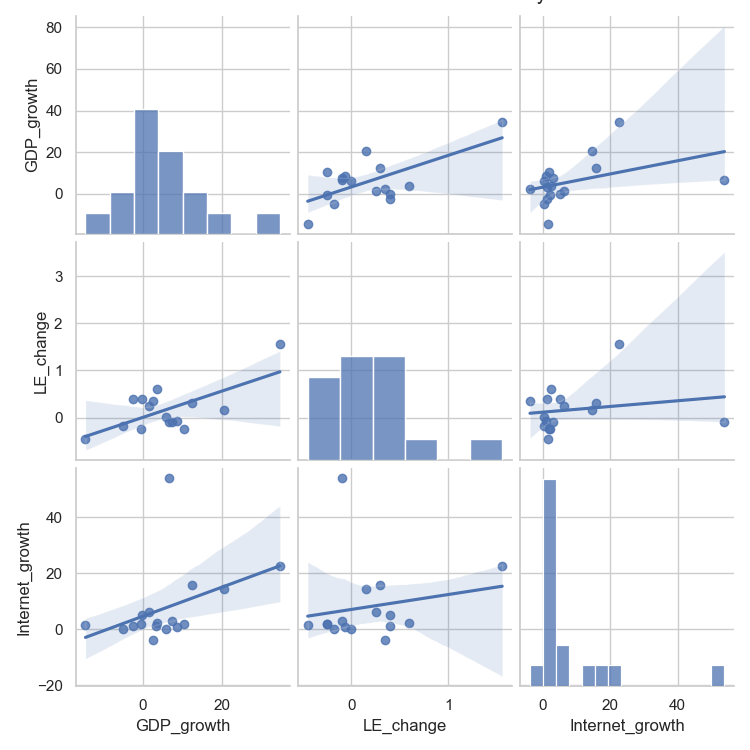 y
80
60
40
20
0
GDP_growth
3
2
1
0
LE_change
40
20
0
−20
Internet_growth
0 20
0 1
0 20 40
GDP_growth LE_change Internet_growth